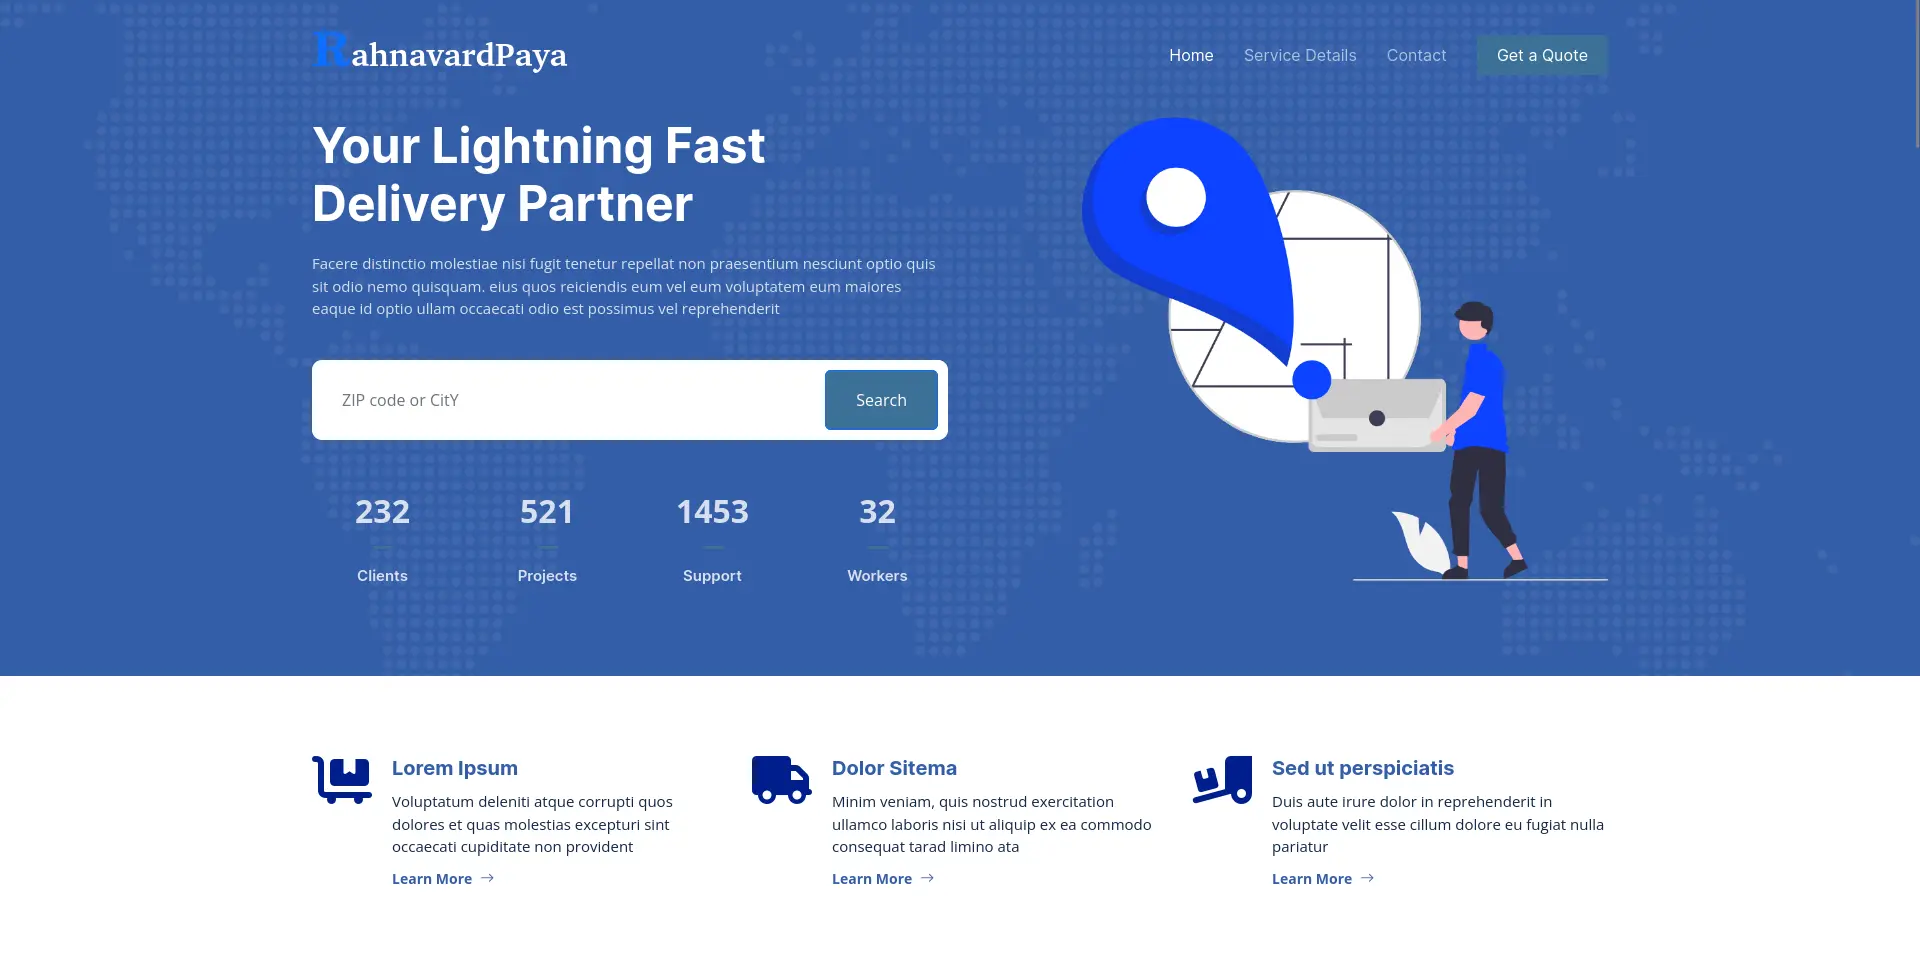 RahnavardPaya
Home
Service Details
Contact
Get a Quote
Your Lightning Fast
Delivery Partner
Facere distinctio molestiae nisi fugit tenetur repellat non praesentium nesciunt optio quis
sit odio nemo quisquam. eius quos reiciendis eum vel eum voluptatem eum maiores
eaque id optio ullam occaecati odio est possimus vel reprehenderit
ZIP code or CitY
Search
232
Clients
521
Projects
1453
Support
32
Workers
Lorem Ipsum
Voluptatum deleniti atque corrupti quos
dolores et quas molestias excepturi sint
occaecati cupiditate non provident
Learn More
Dolor Sitema
Minim veniam, quis nostrud exercitation
ullamco laboris nisi ut aliquip ex ea commodo
consequat tarad limino ata
Learn More
Sed ut perspiciatis
Duis aute irure dolor in reprehenderit in
voluptate velit esse cillum dolore eu fugiat nulla
pariatur
Learn More